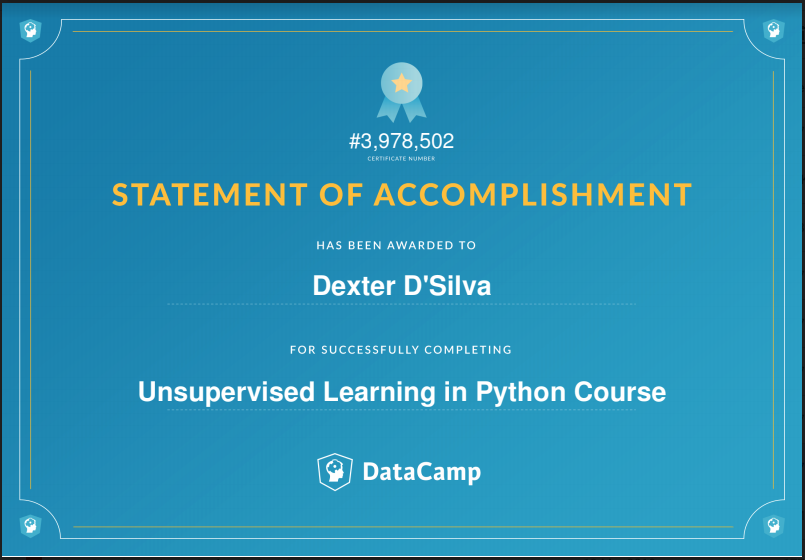 #3,978,502
CERTIFICATE NUMBER
STATEMENT OF ACCOMPLISHMENT
HAS BEEN AWARDED TO
Dexter D'Silva
FOR SUCCESSFULLY COMPLETING
Unsupervised Learning in Python Course
DataCamp